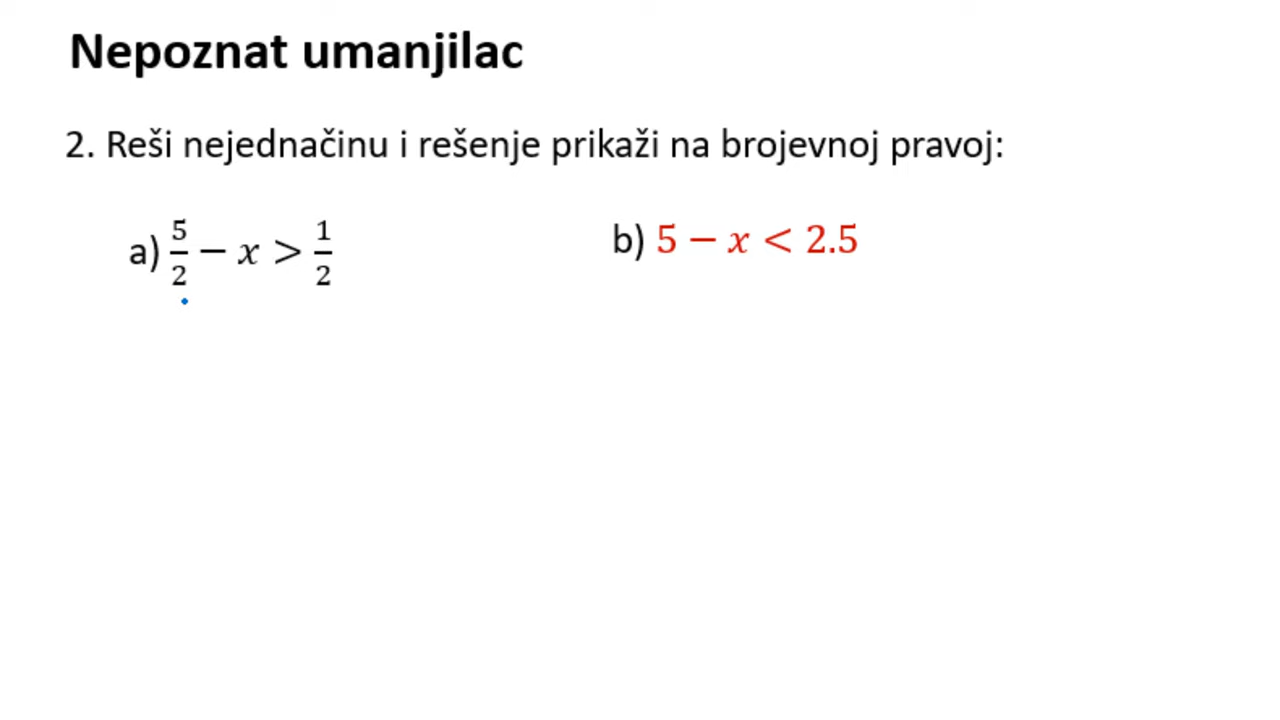 Nepoznat umanjilac
2. Reši nejednačinu i rešenje prikaži na brojevnoj pravoj:
a) 5/2 − x > 1/2
b) 5 − x < 2.5